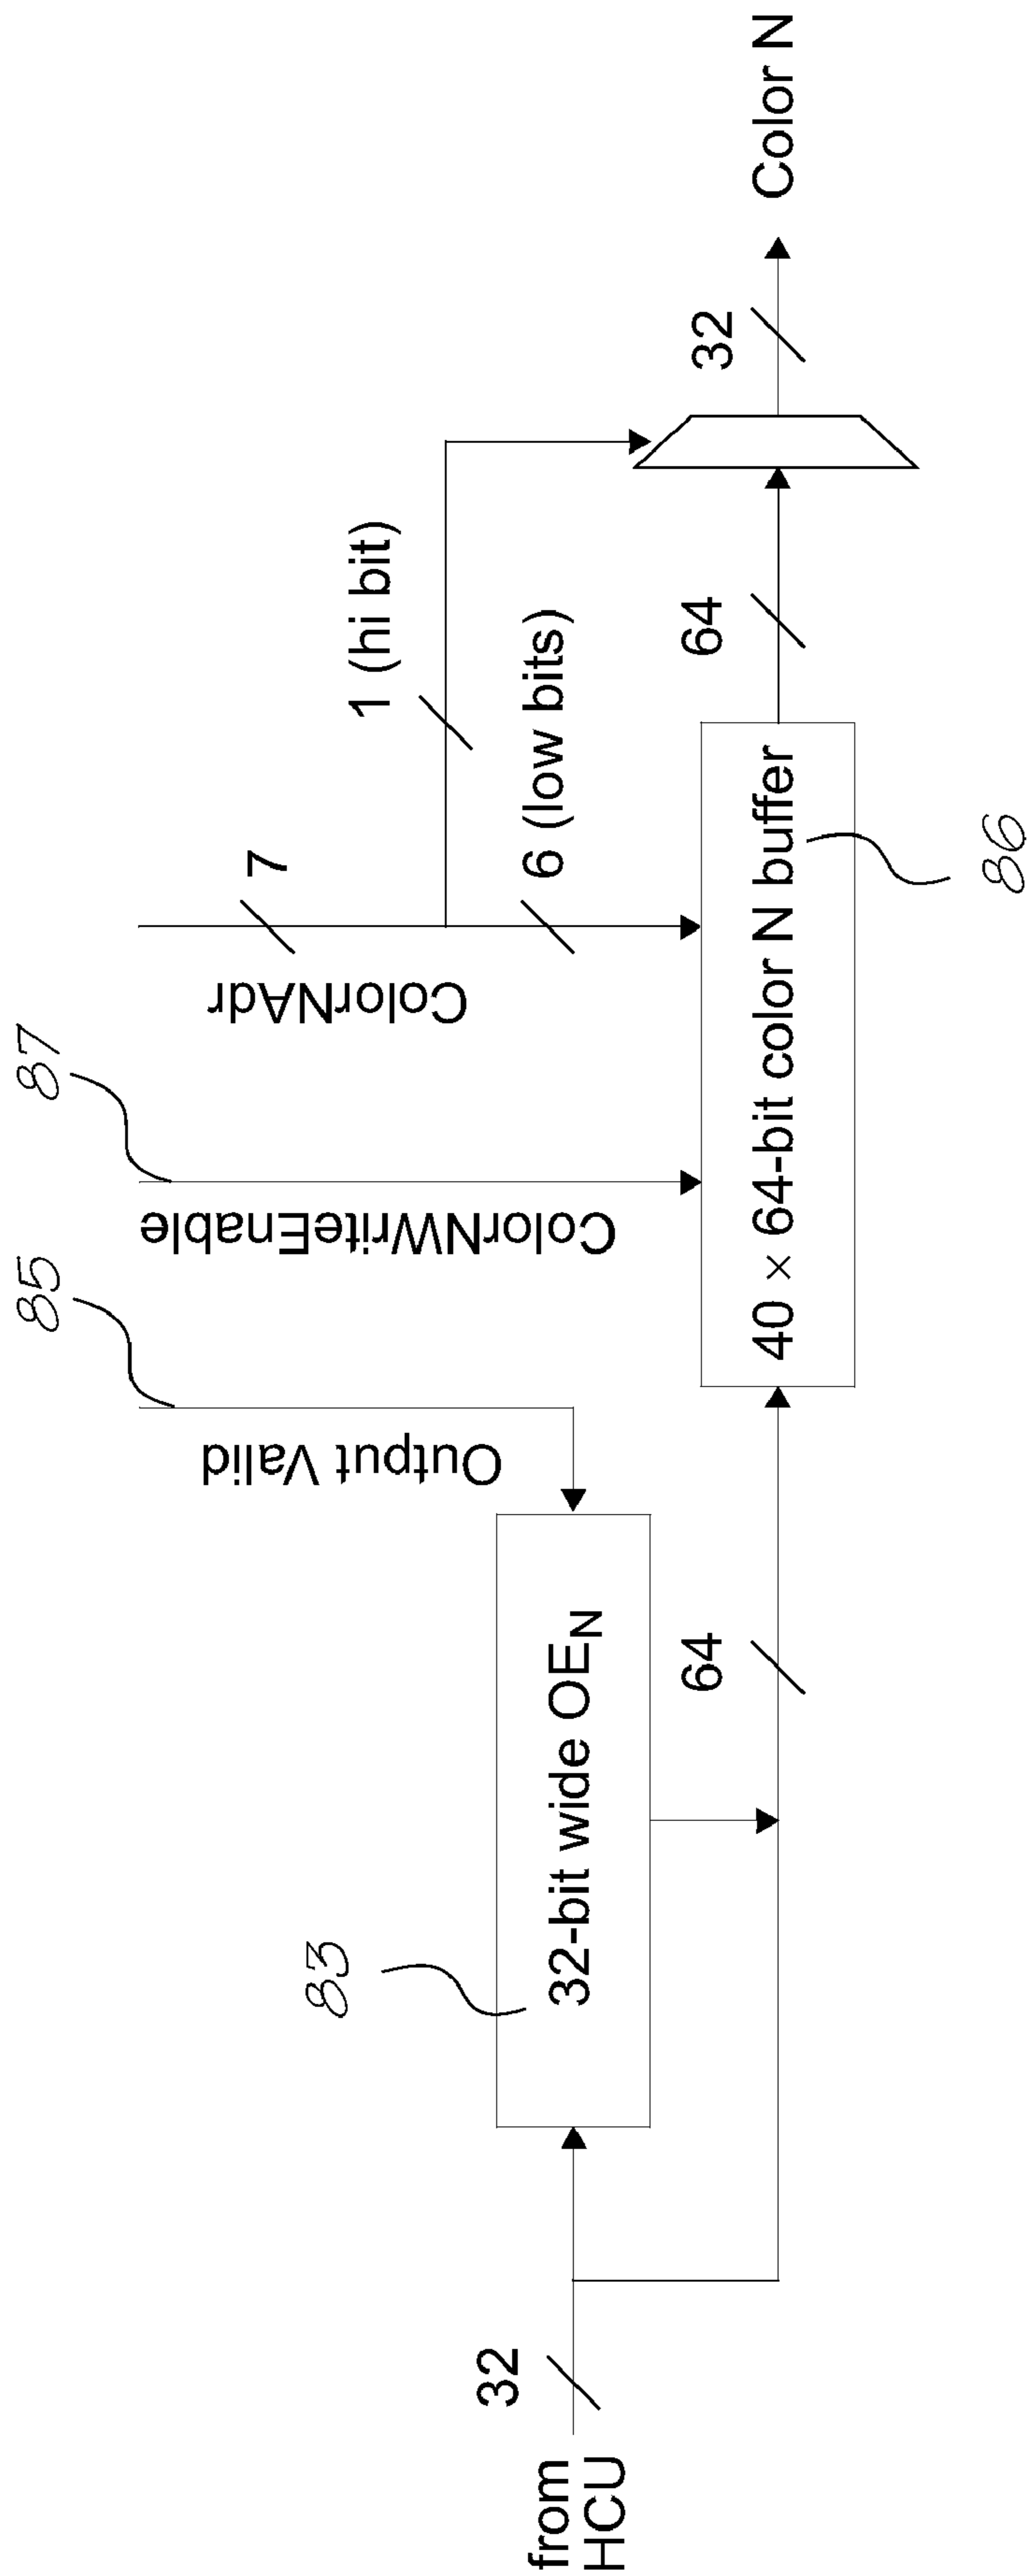 from
HCU
32
83
32-bit wide OE_N
Output Valid
85
64
ColorNWriteEnable
87
ColorNAdr
7
1 (hi bit)
6 (low bits)
40 × 64-bit color N buffer
86
64
32
Color N